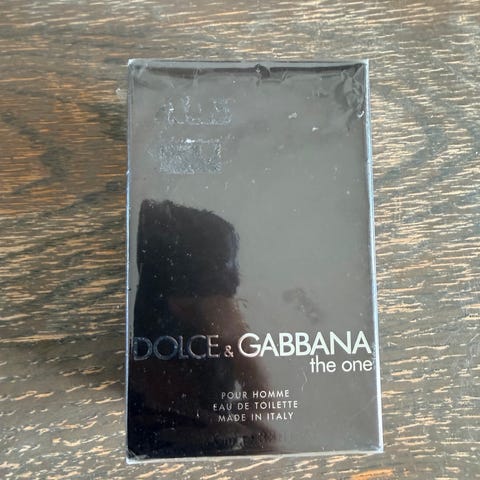 DOLCE & GABBANA
the one
POUR HOMME
EAU DE TOILETTE
MADE IN ITALY